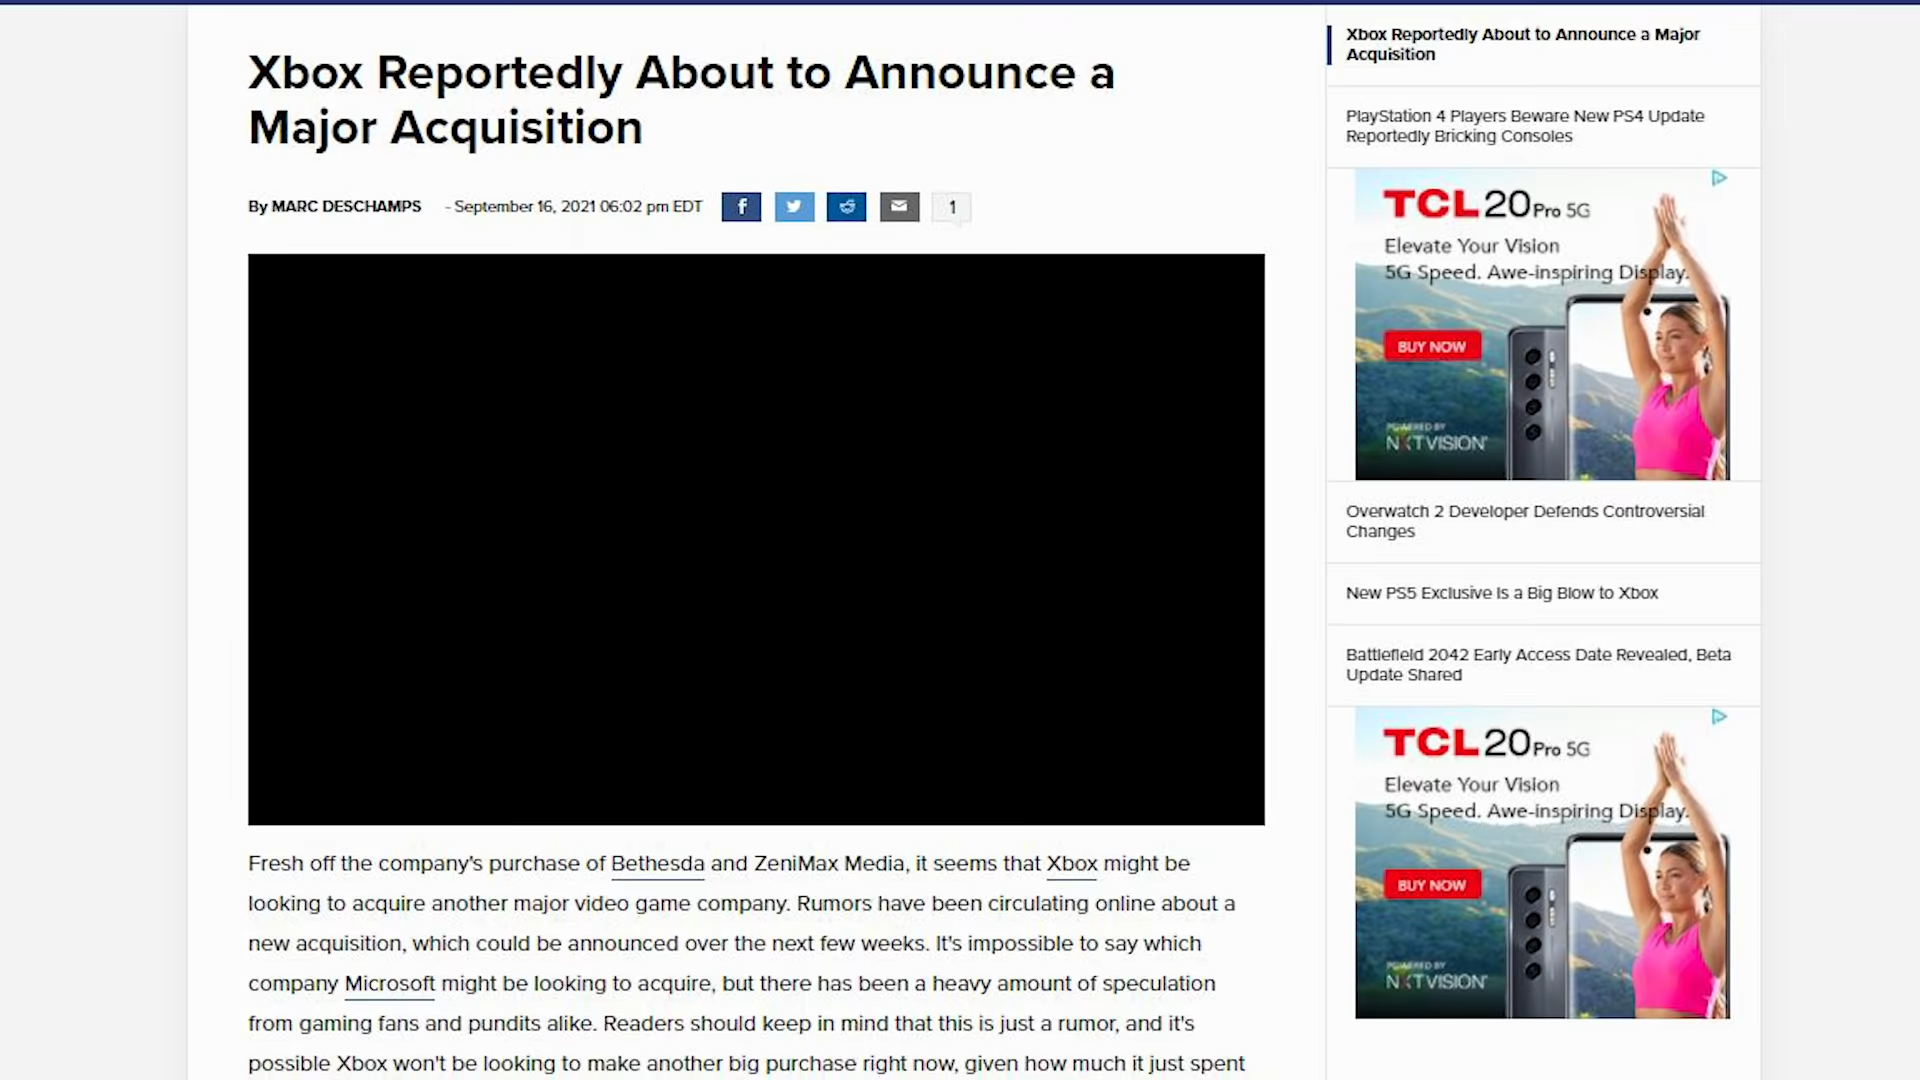 Xbox Reportedly About to Announce a
Major Acquisition
By MARC DESCHAMPS - September 16, 2021 06:02 pm EDT
1
Fresh off the company's purchase of Bethesda and ZeniMax Media, it seems that Xbox might be
looking to acquire another major video game company. Rumors have been circulating online about a
new acquisition, which could be announced over the next few weeks. It's impossible to say which
company Microsoft might be looking to acquire, but there has been a heavy amount of speculation
from gaming fans and pundits alike. Readers should keep in mind that this is just a rumor, and it's
possible Xbox won't be looking to make another big purchase right now, given how much it just spent
Xbox Reportedly About to Announce a Major
Acquisition
PlayStation 4 Players Beware New PS4 Update
Reportedly Bricking Consoles
TCL 20 Pro 5G
Elevate Your Vision
5G Speed. Awe-inspiring Display.
BUY NOW
POWERED BY
NXTVISION
Overwatch 2 Developer Defends Controversial
Changes
New PS5 Exclusive Is a Big Blow to Xbox
Battlefield 2042 Early Access Date Revealed, Beta
Update Shared
TCL 20 Pro 5G
Elevate Your Vision
5G Speed. Awe-inspiring Display.
BUY NOW
POWERED BY
NXTVISION